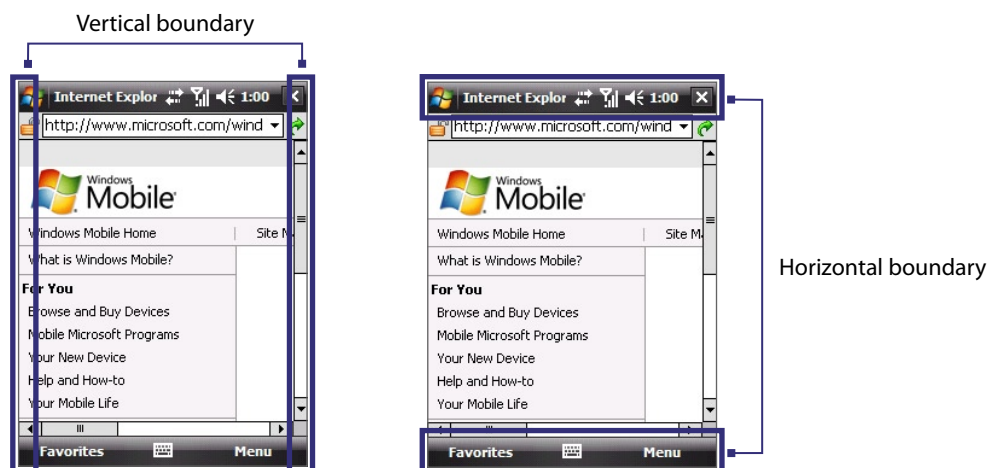 Vertical boundary
Internet Explor 1:00
http://www.microsoft.com/wind
Windows
Mobile
Windows Mobile Home | Site M
What is Windows Mobile?
For You
Browse and Buy Devices
Mobile Microsoft Programs
Your New Device
Help and How-to
Your Mobile Life
Favorites Menu
Internet Explor 1:00
http://www.microsoft.com/wind
Windows
Mobile
Windows Mobile Home | Site Ma
What is Windows Mobile?
For You
Browse and Buy Devices
Mobile Microsoft Programs
Your New Device
Help and How-to
Your Mobile Life
Favorites Menu
Horizontal boundary